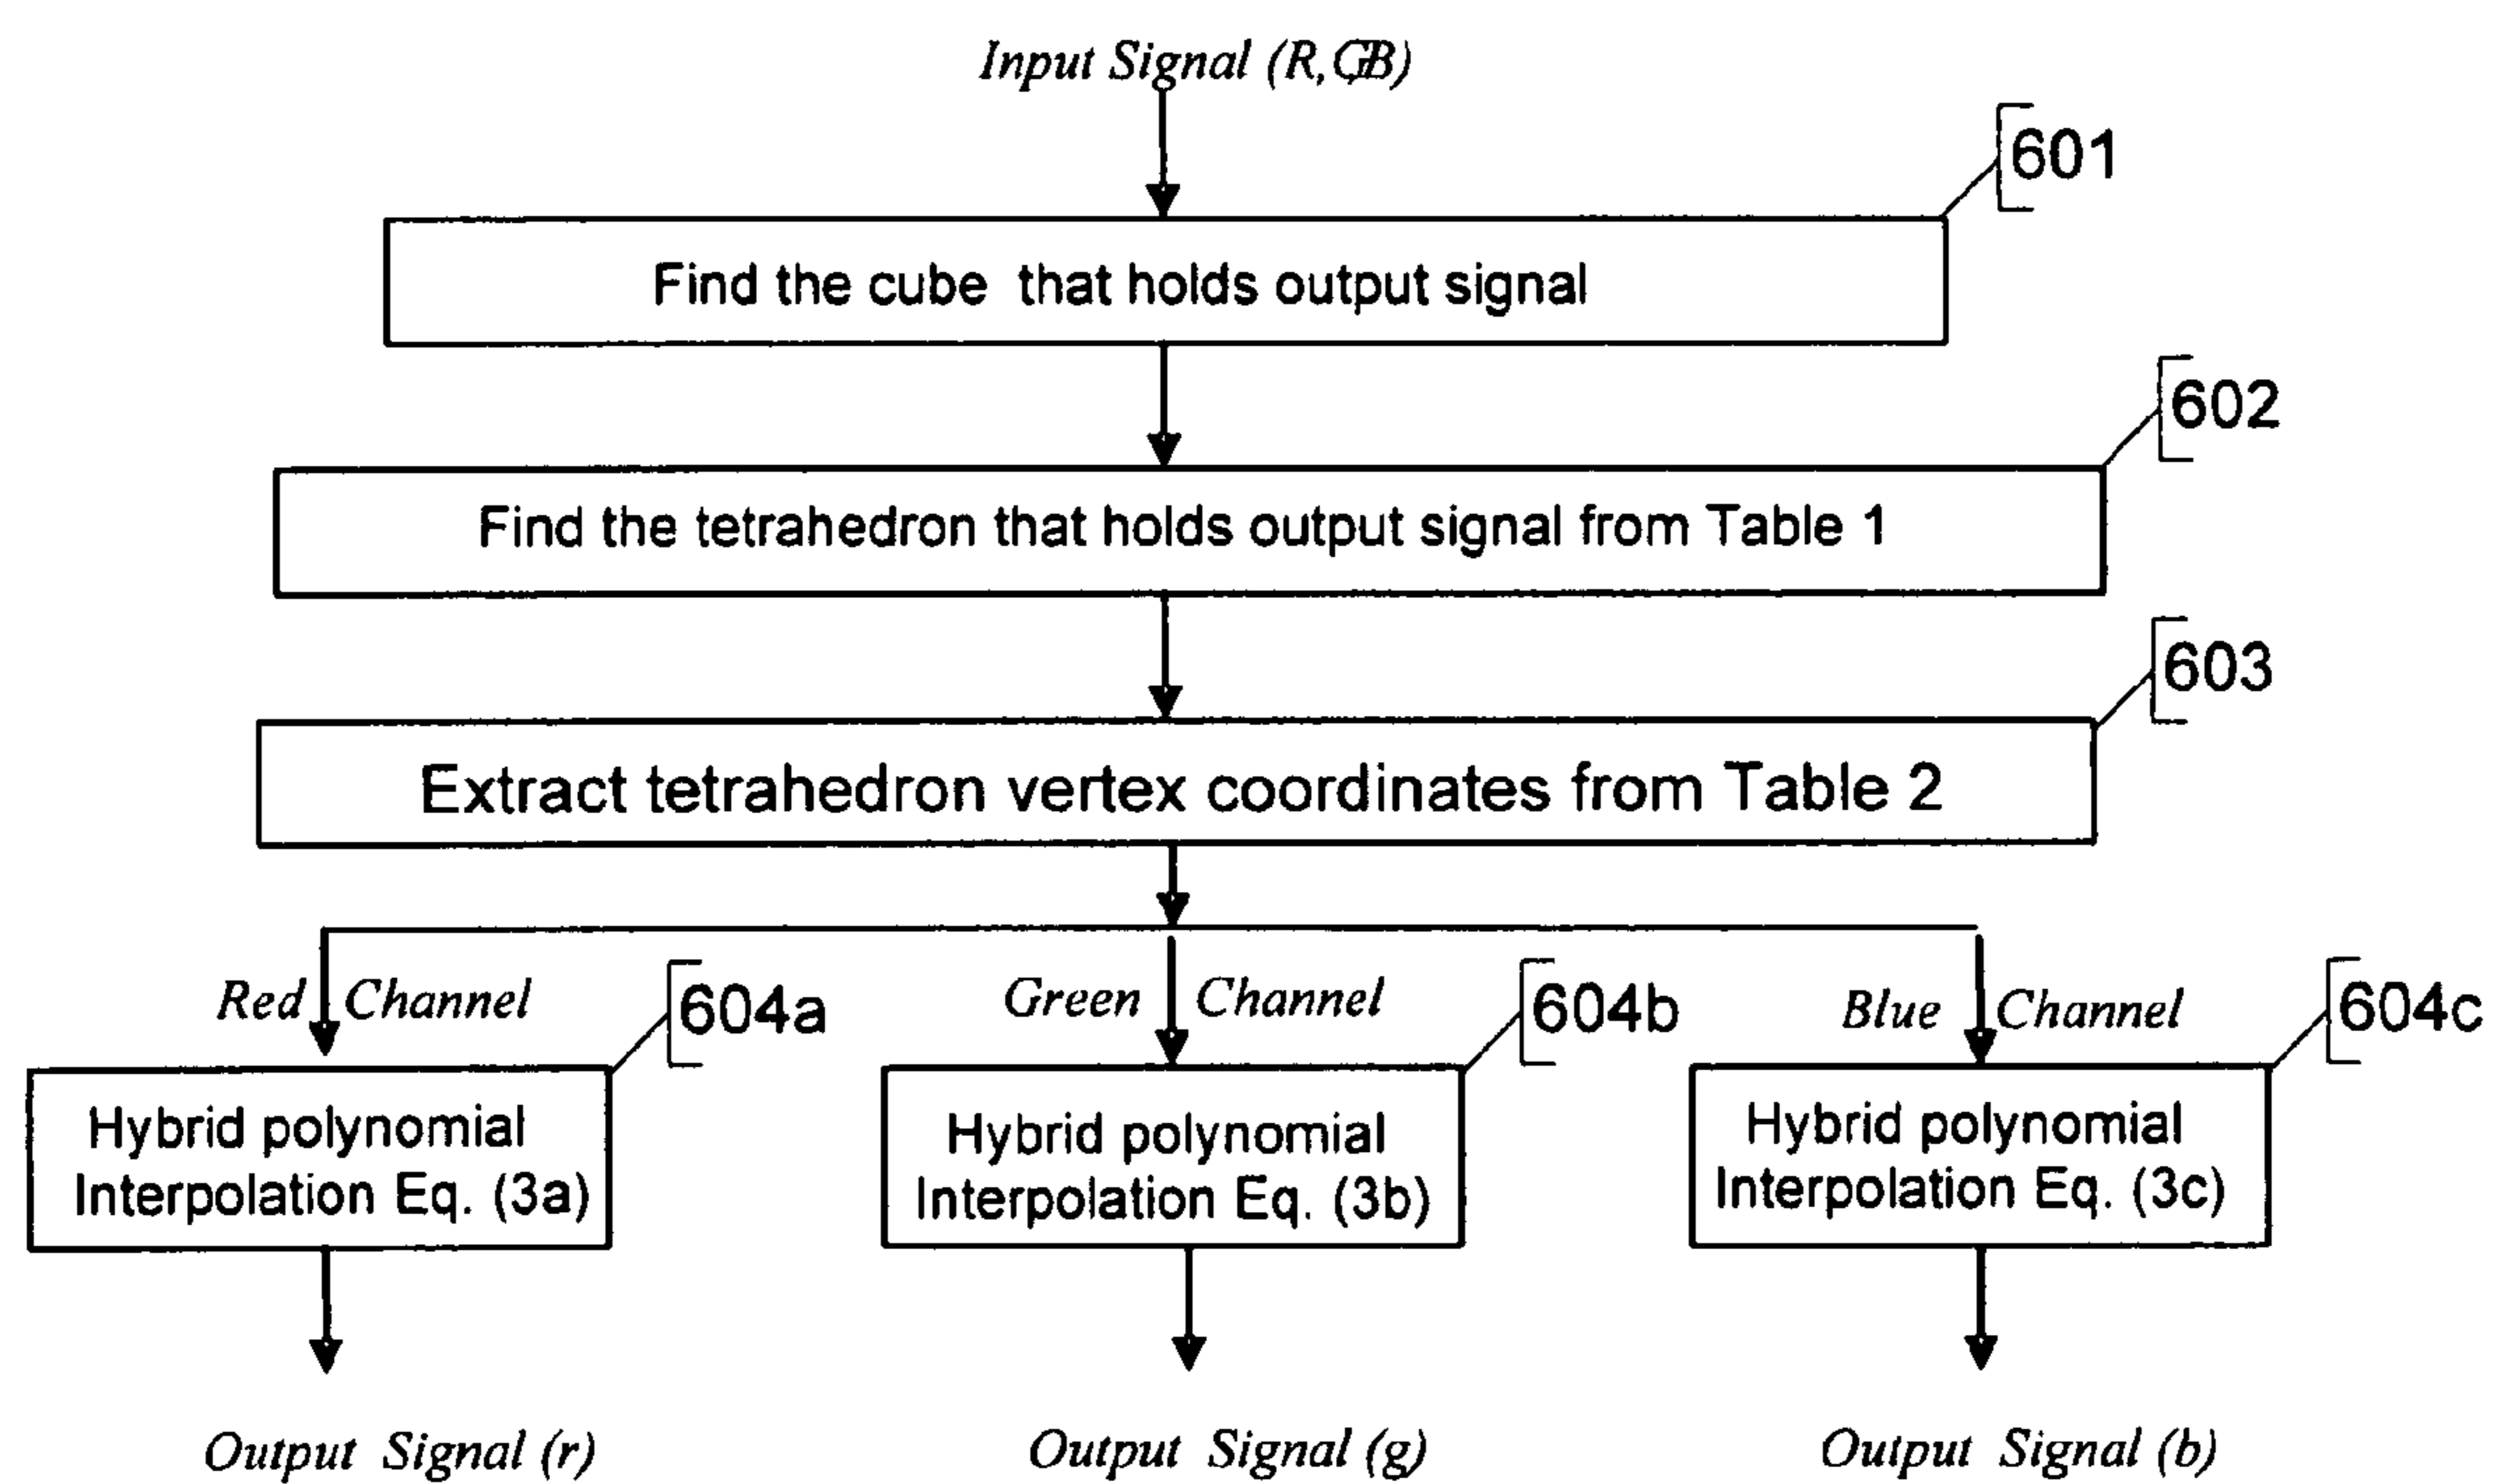 Input Signal (R,G,B)
601
Find the cube that holds output signal
602
Find the tetrahedron that holds output signal from Table 1
603
Extract tetrahedron vertex coordinates from Table 2
Red Channel
604a
Green Channel
604b
Blue Channel
604c
Hybrid polynomial
Interpolation Eq. (3a)
Hybrid polynomial
Interpolation Eq. (3b)
Hybrid polynomial
Interpolation Eq. (3c)
Output Signal (r)
Output Signal (g)
Output Signal (b)